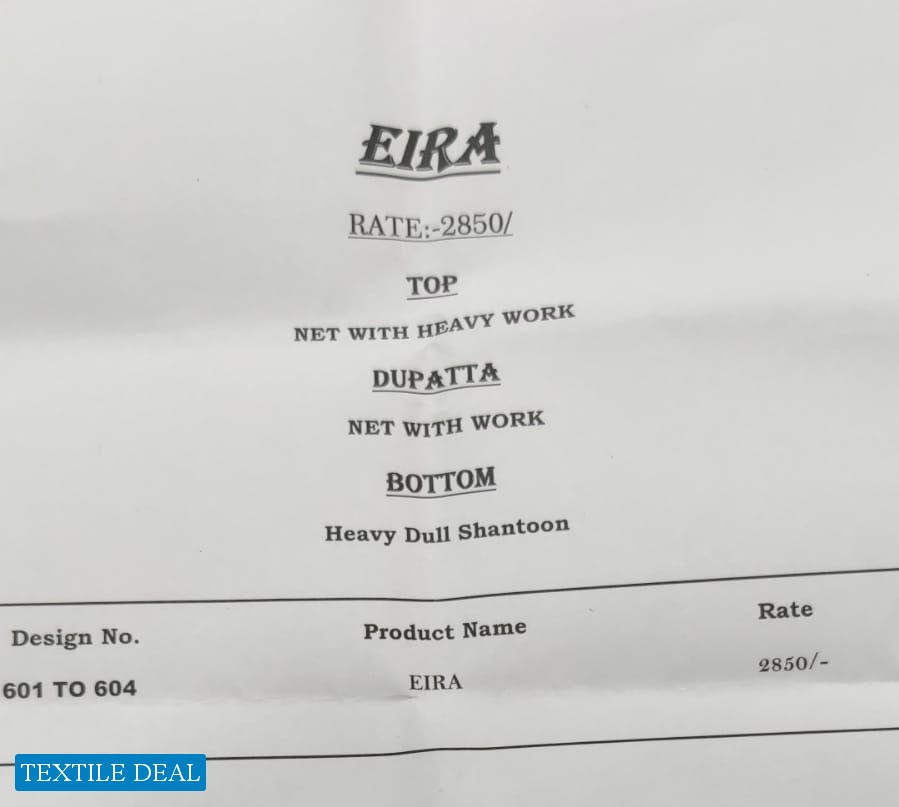 EIRA
RATE:-2850/
TOP
NET WITH HEAVY WORK
DUPATTA
NET WITH WORK
BOTTOM
Heavy Dull Shantoon
Design No. Product Name Rate
601 TO 604 EIRA 2850/-
TEXTILE DEAL